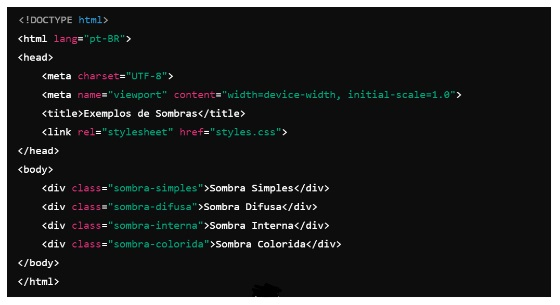 <!DOCTYPE html>
<html lang="pt-BR">
<head>
    <meta charset="UTF-8">
    <meta name="viewport" content="width=device-width, initial-scale=1.0">
    <title>Exemplos de Sombras</title>
    <link rel="stylesheet" href="styles.css">
</head>
<body>
    <div class="sombra-simples">Sombra Simples</div>
    <div class="sombra-difusa">Sombra Difusa</div>
    <div class="sombra-interna">Sombra Interna</div>
    <div class="sombra-colorida">Sombra Colorida</div>
</body>
</html>